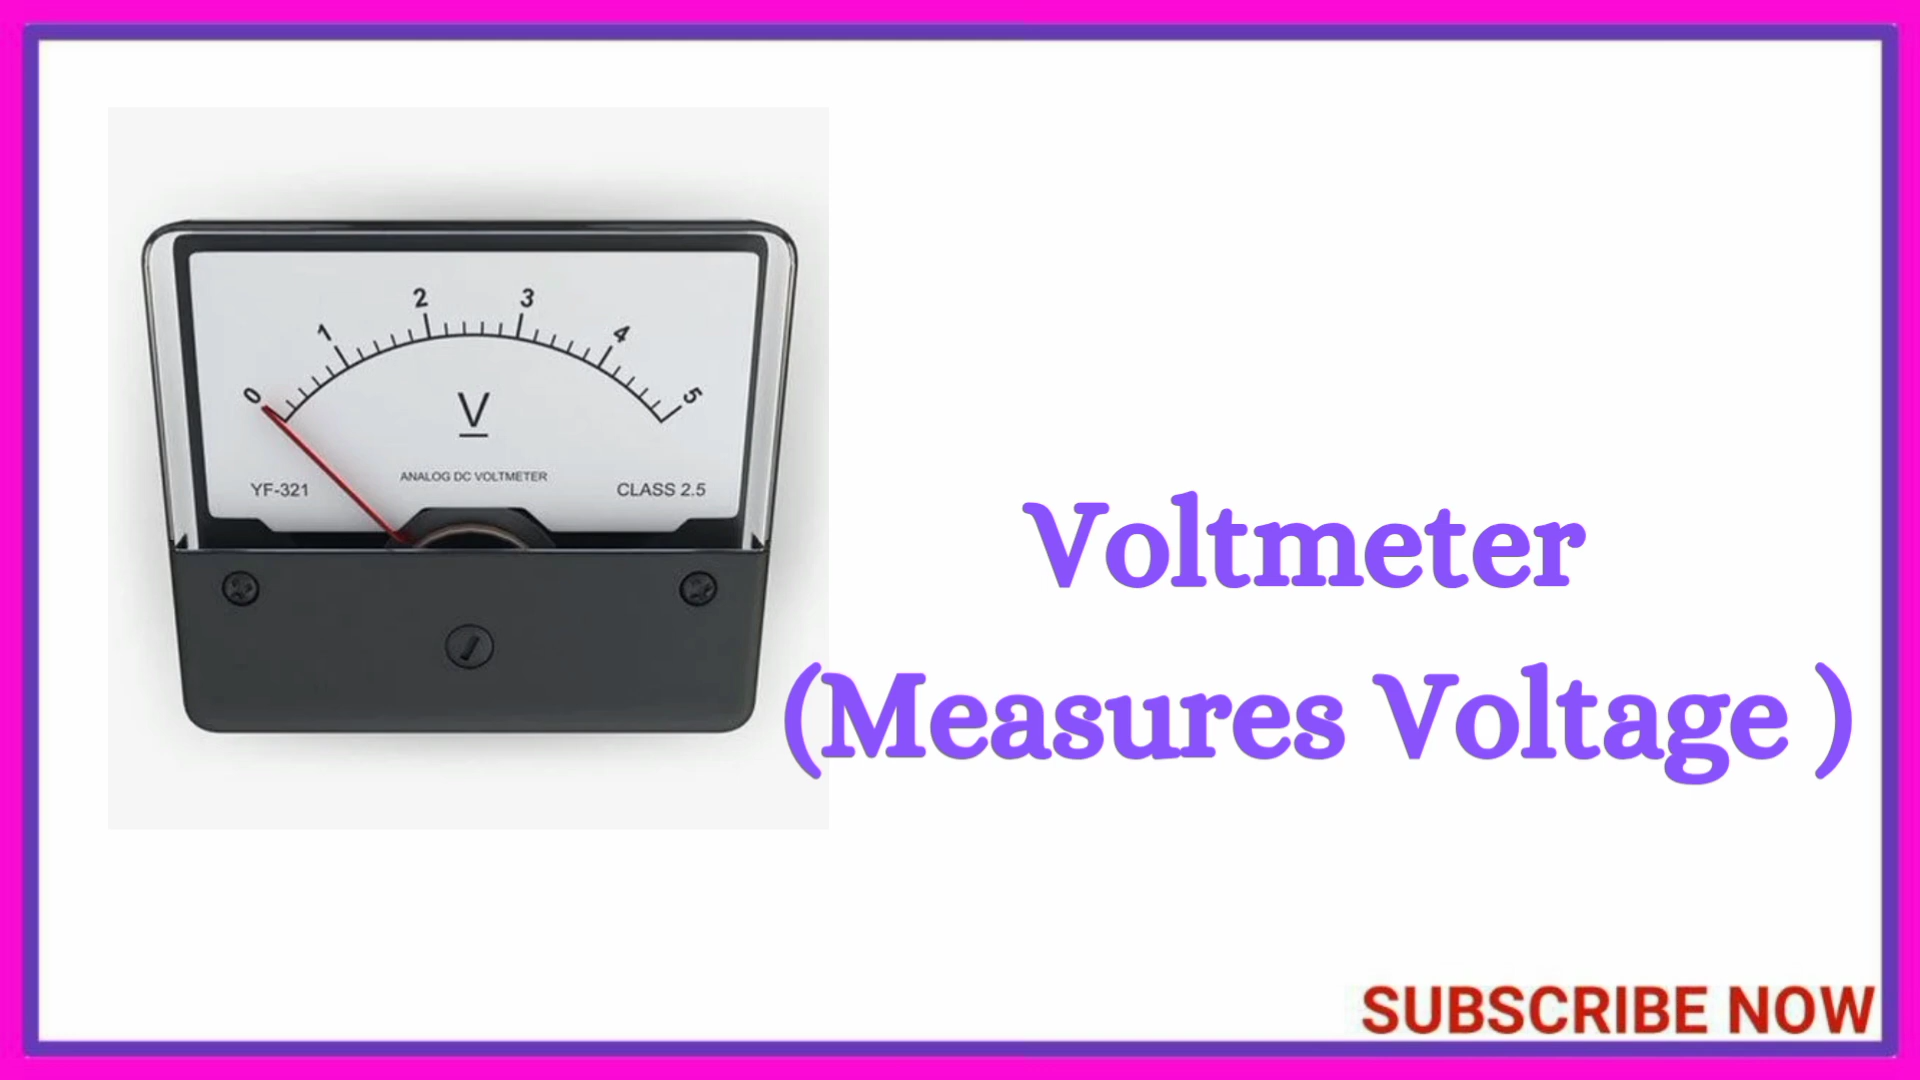 0 1 2 3 4 5
V
ANALOG DC VOLTMETER
YF-321 CLASS 2.5
Voltmeter
(Measures Voltage )
SUBSCRIBE NOW